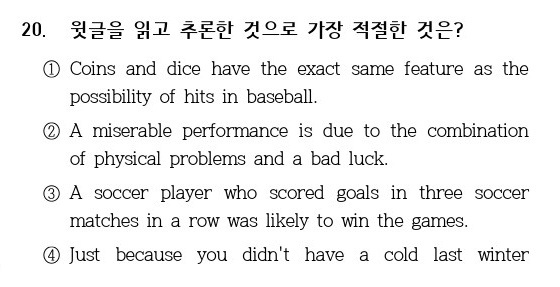 20. 윗글을 읽고 추론한 것으로 가장 적절한 것은?
① Coins and dice have the exact same feature as the
possibility of hits in baseball.
② A miserable performance is due to the combination
of physical problems and a bad luck.
③ A soccer player who scored goals in three soccer
matches in a row was likely to win the games.
④ Just because you didn't have a cold last winter